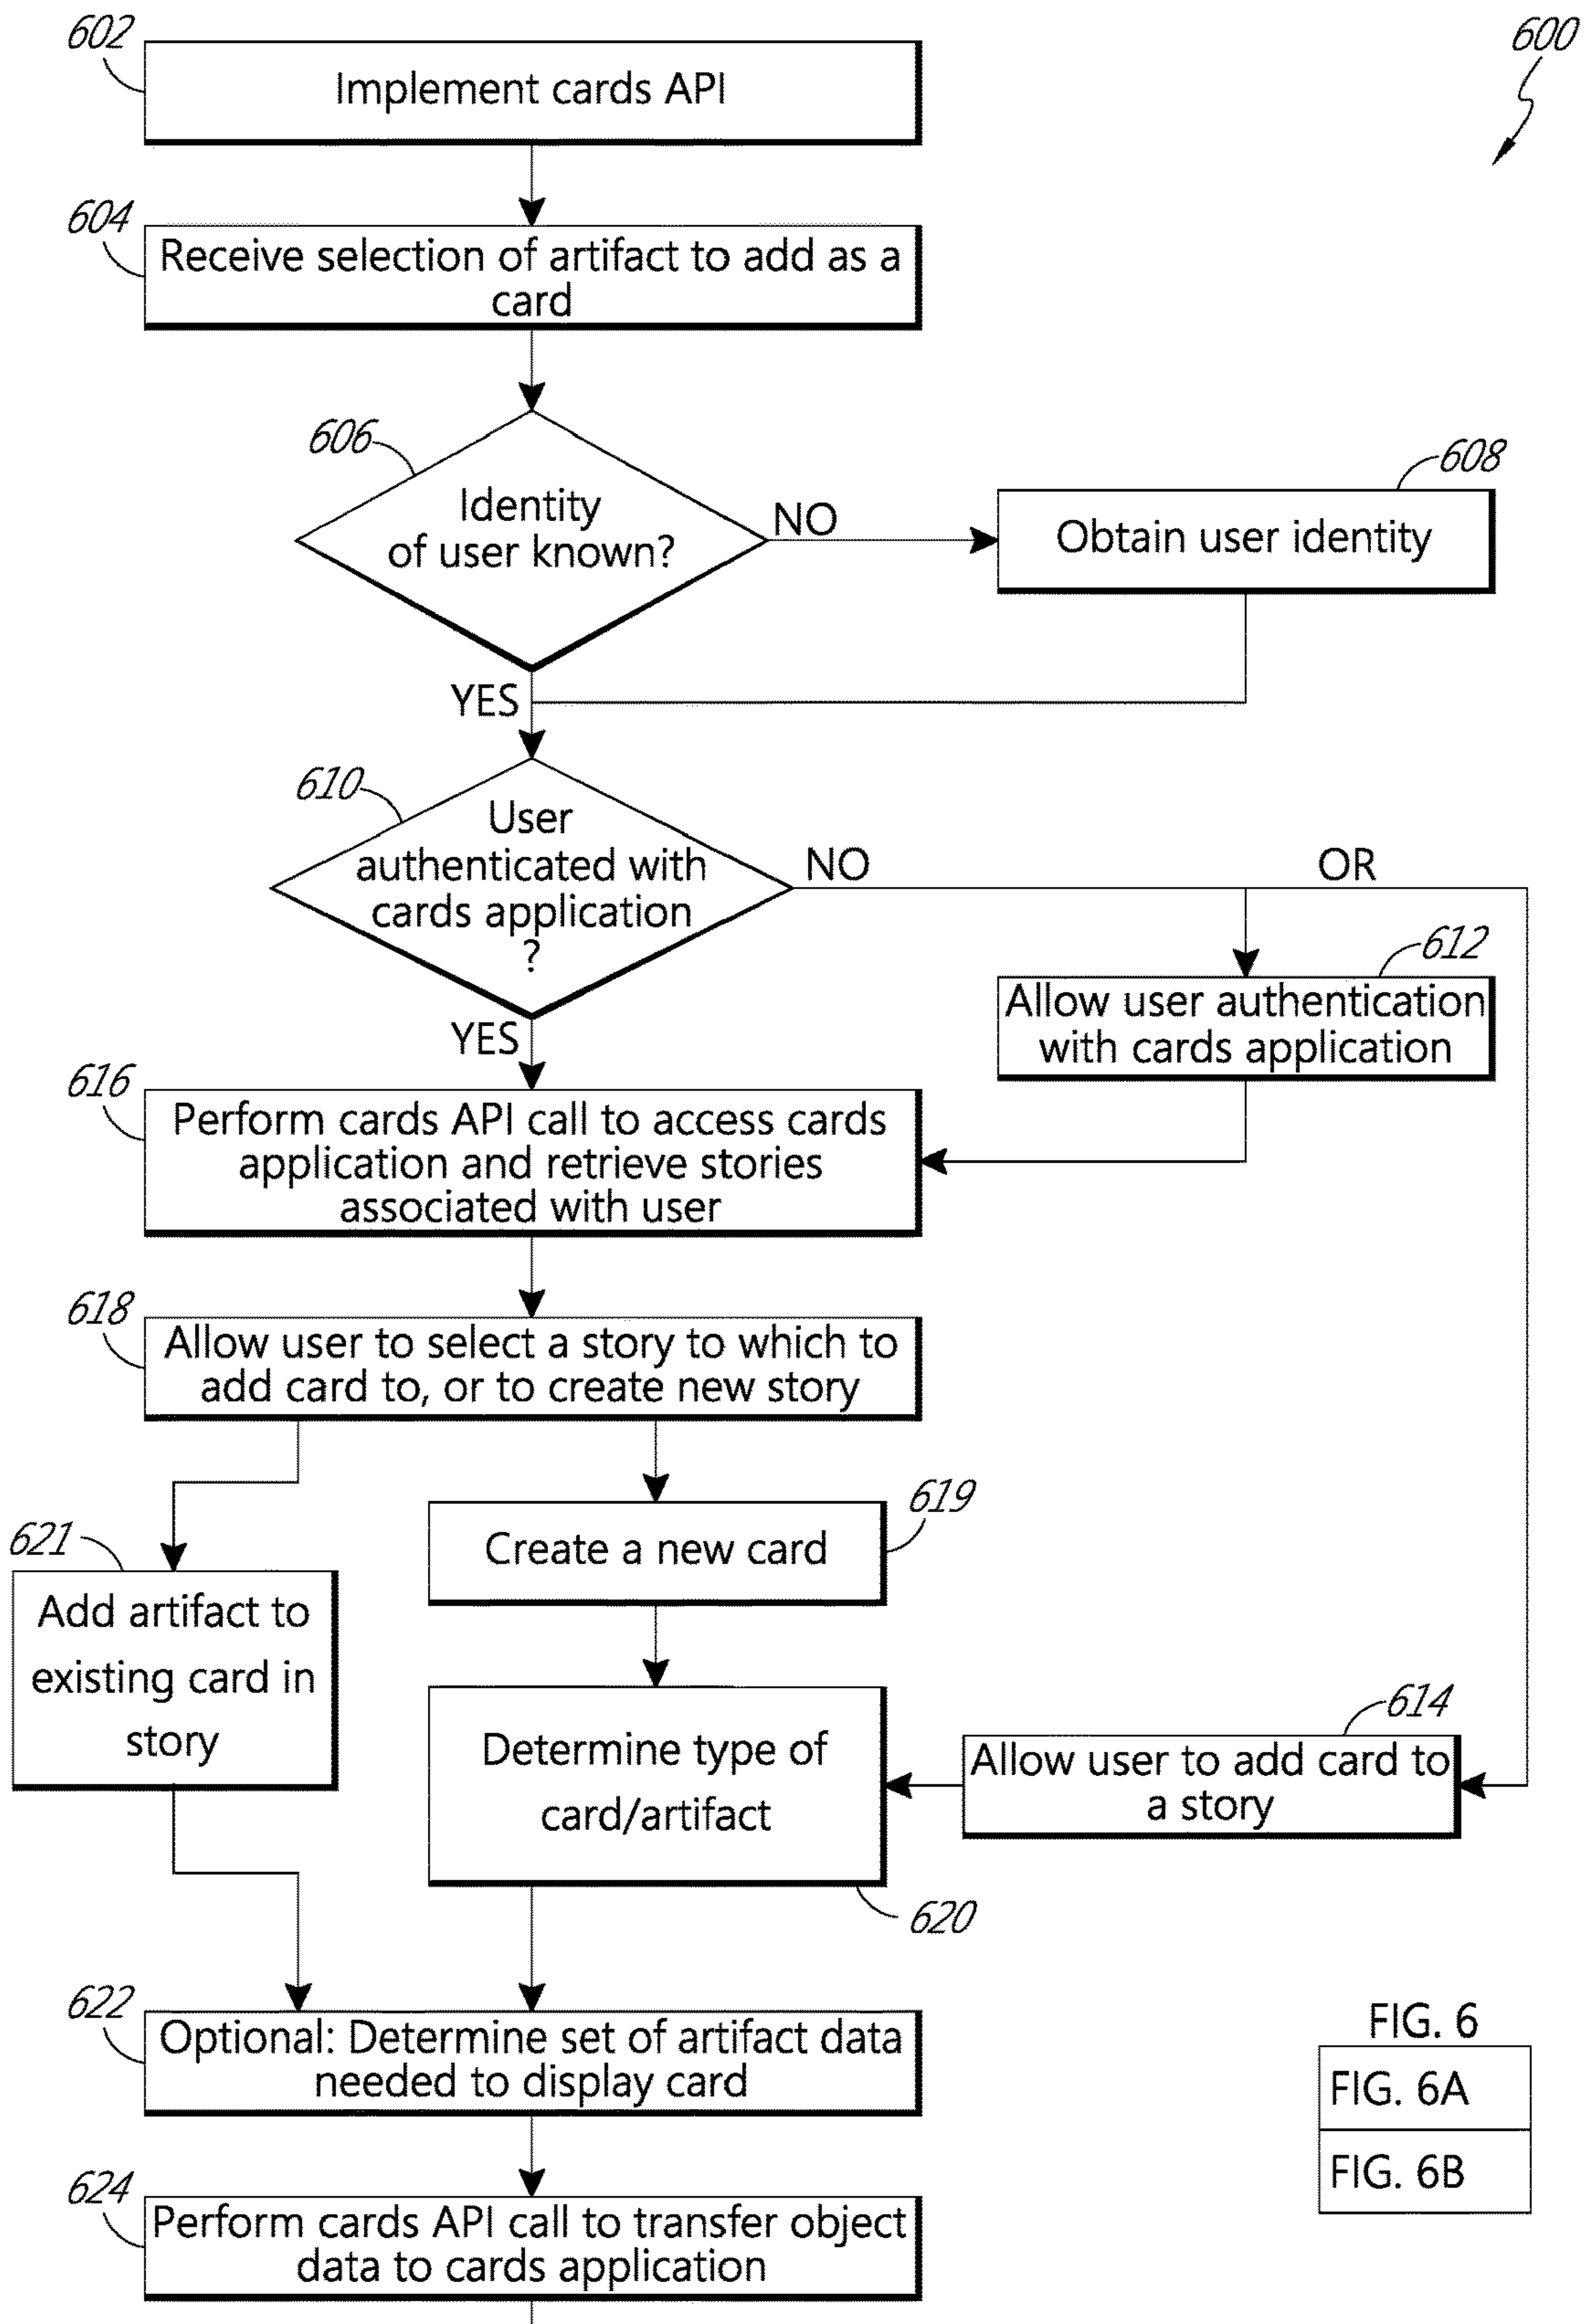 602
600
Implement cards API
604
Receive selection of artifact to add as a
card
606
608
Identity
of user known?
NO
Obtain user identity
YES
610
User
authenticated with
cards application
?
NO
OR
612
Allow user authentication
with cards application
YES
616
Perform cards API call to access cards
application and retrieve stories
associated with user
618
Allow user to select a story to which to
add card to, or to create new story
619
Create a new card
621
Add artifact to
existing card in
story
614
Determine type of
card/artifact
Allow user to add card to
a story
620
622
Optional: Determine set of artifact data
needed to display card
FIG. 6
FIG. 6A
FIG. 6B
624
Perform cards API call to transfer object
data to cards application